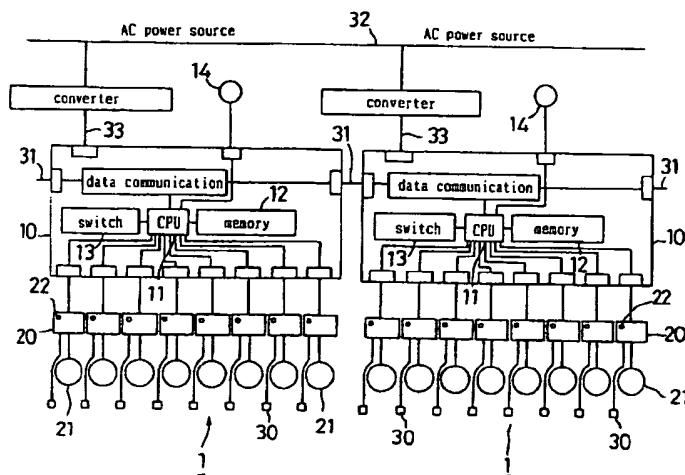 AC power source 32 AC power source
14 14
converter converter
33 33
31 31 31
data communication data communication
12
switch CPU memory switch CPU memory
10 10
13 11 13 11 12
22 22
20 20
21 30 21 30 30 21
1 1